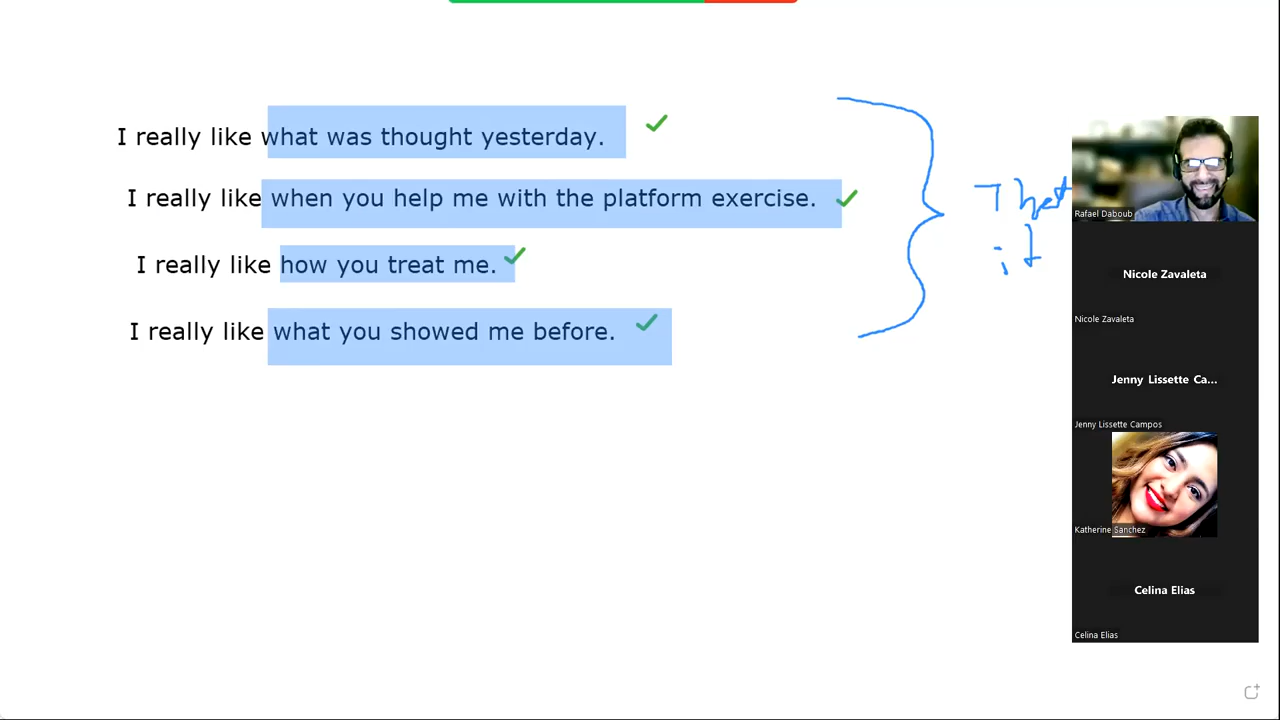 I really like what was thought yesterday.
I really like when you help me with the platform exercise.
I really like how you treat me.
I really like what you showed me before.
That
it
Rafael Daboub
Nicole Zavaleta
Nicole Zavaleta
Jenny Lissette Ca...
Jenny Lissette Campos
Katherine Sanchez
Celina Elias
Celina Elias